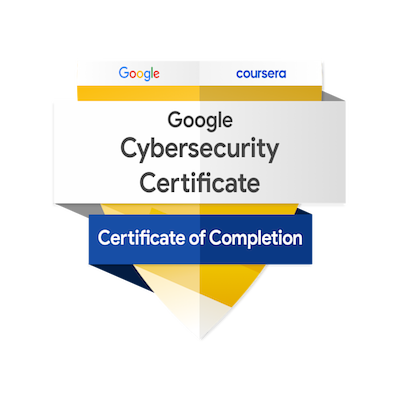 Google coursera
Google
Cybersecurity
Certificate
Certificate of Completion